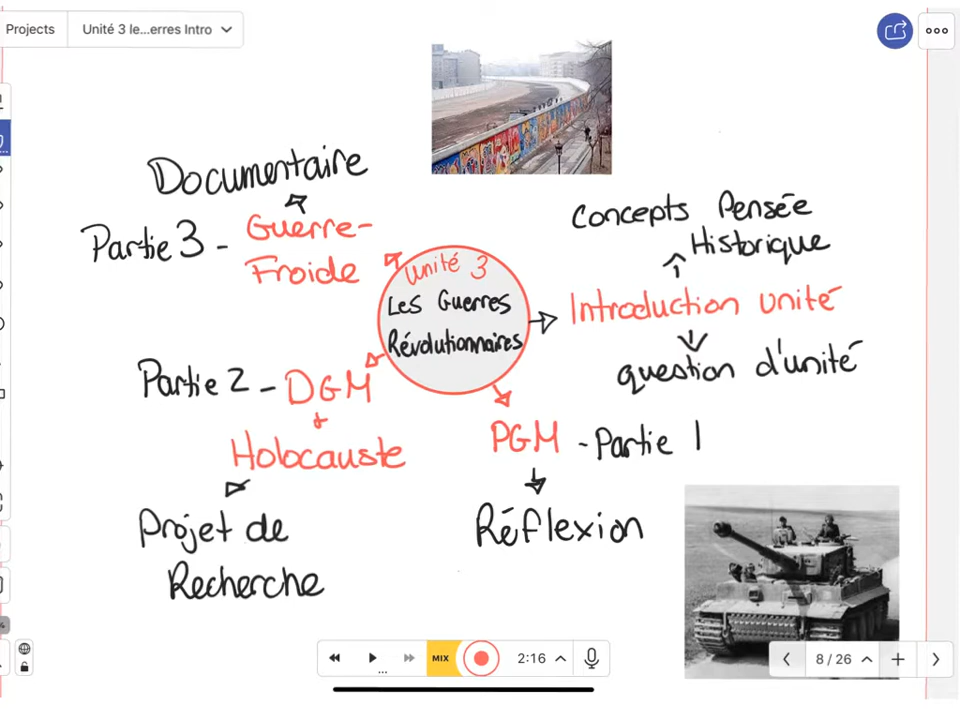 Projects
Unité 3 le...erres Intro
Documentaire
Partie 3 - Guerre-
Froide
Concepts Pensée
Historique
Unité 3
Les Guerres
Révolutionnaires
Introduction unité
question d'unité
Partie 2 - DGM
+
Holocauste
Projet de
Recherche
PGM - Partie 1
Réflexion
MIX
2:16
8 / 26